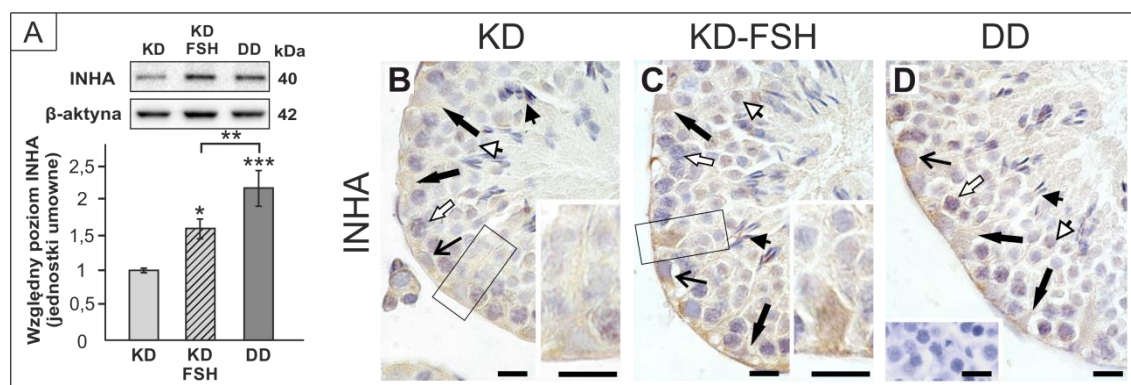 A
KD KD FSH DD kDa
INHA 40
β-aktyna 42
Względny poziom INHA
(jednostki umowne)
2,5
2
1,5
1
0,5
0
*
**
***
KD KD FSH DD
INHA
KD KD-FSH DD
B C D